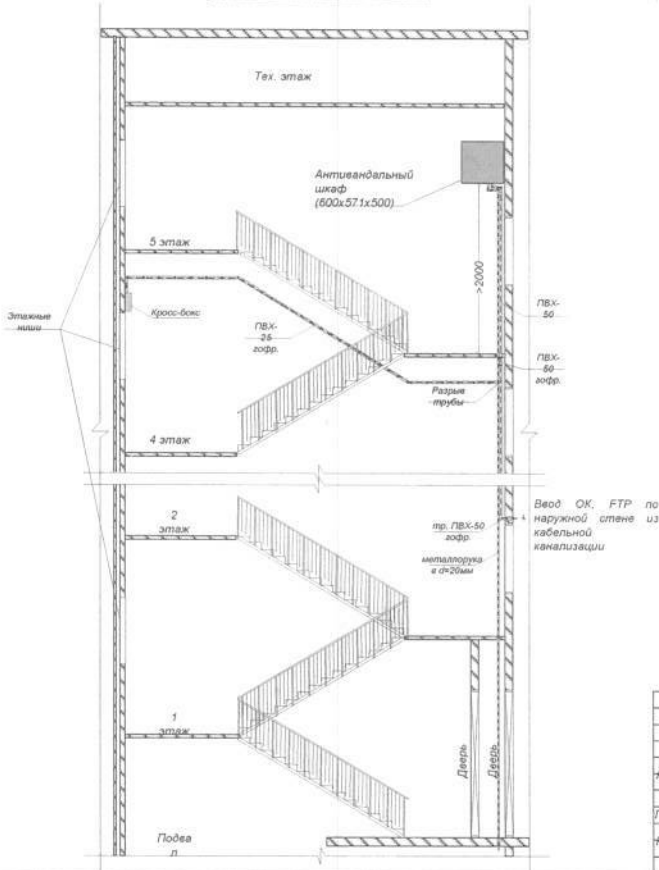 Тех. этаж
Антивандальный
шкаф
(600х571х500)
5 этаж
>2000
Этажные
ниши
Кросс-бокс
ПВХ-
25
гофр.
ПВХ-
50
ПВХ-
50
гофр.
Разрыв
трубы
4 этаж
2
этаж
тр. ПВХ-50
гофр.
Ввод ОК, FTP по
наружной стене из
кабельной
канализации
металлорука
в d=20мм
1
этаж
Дверь
Дверь
Подва
л